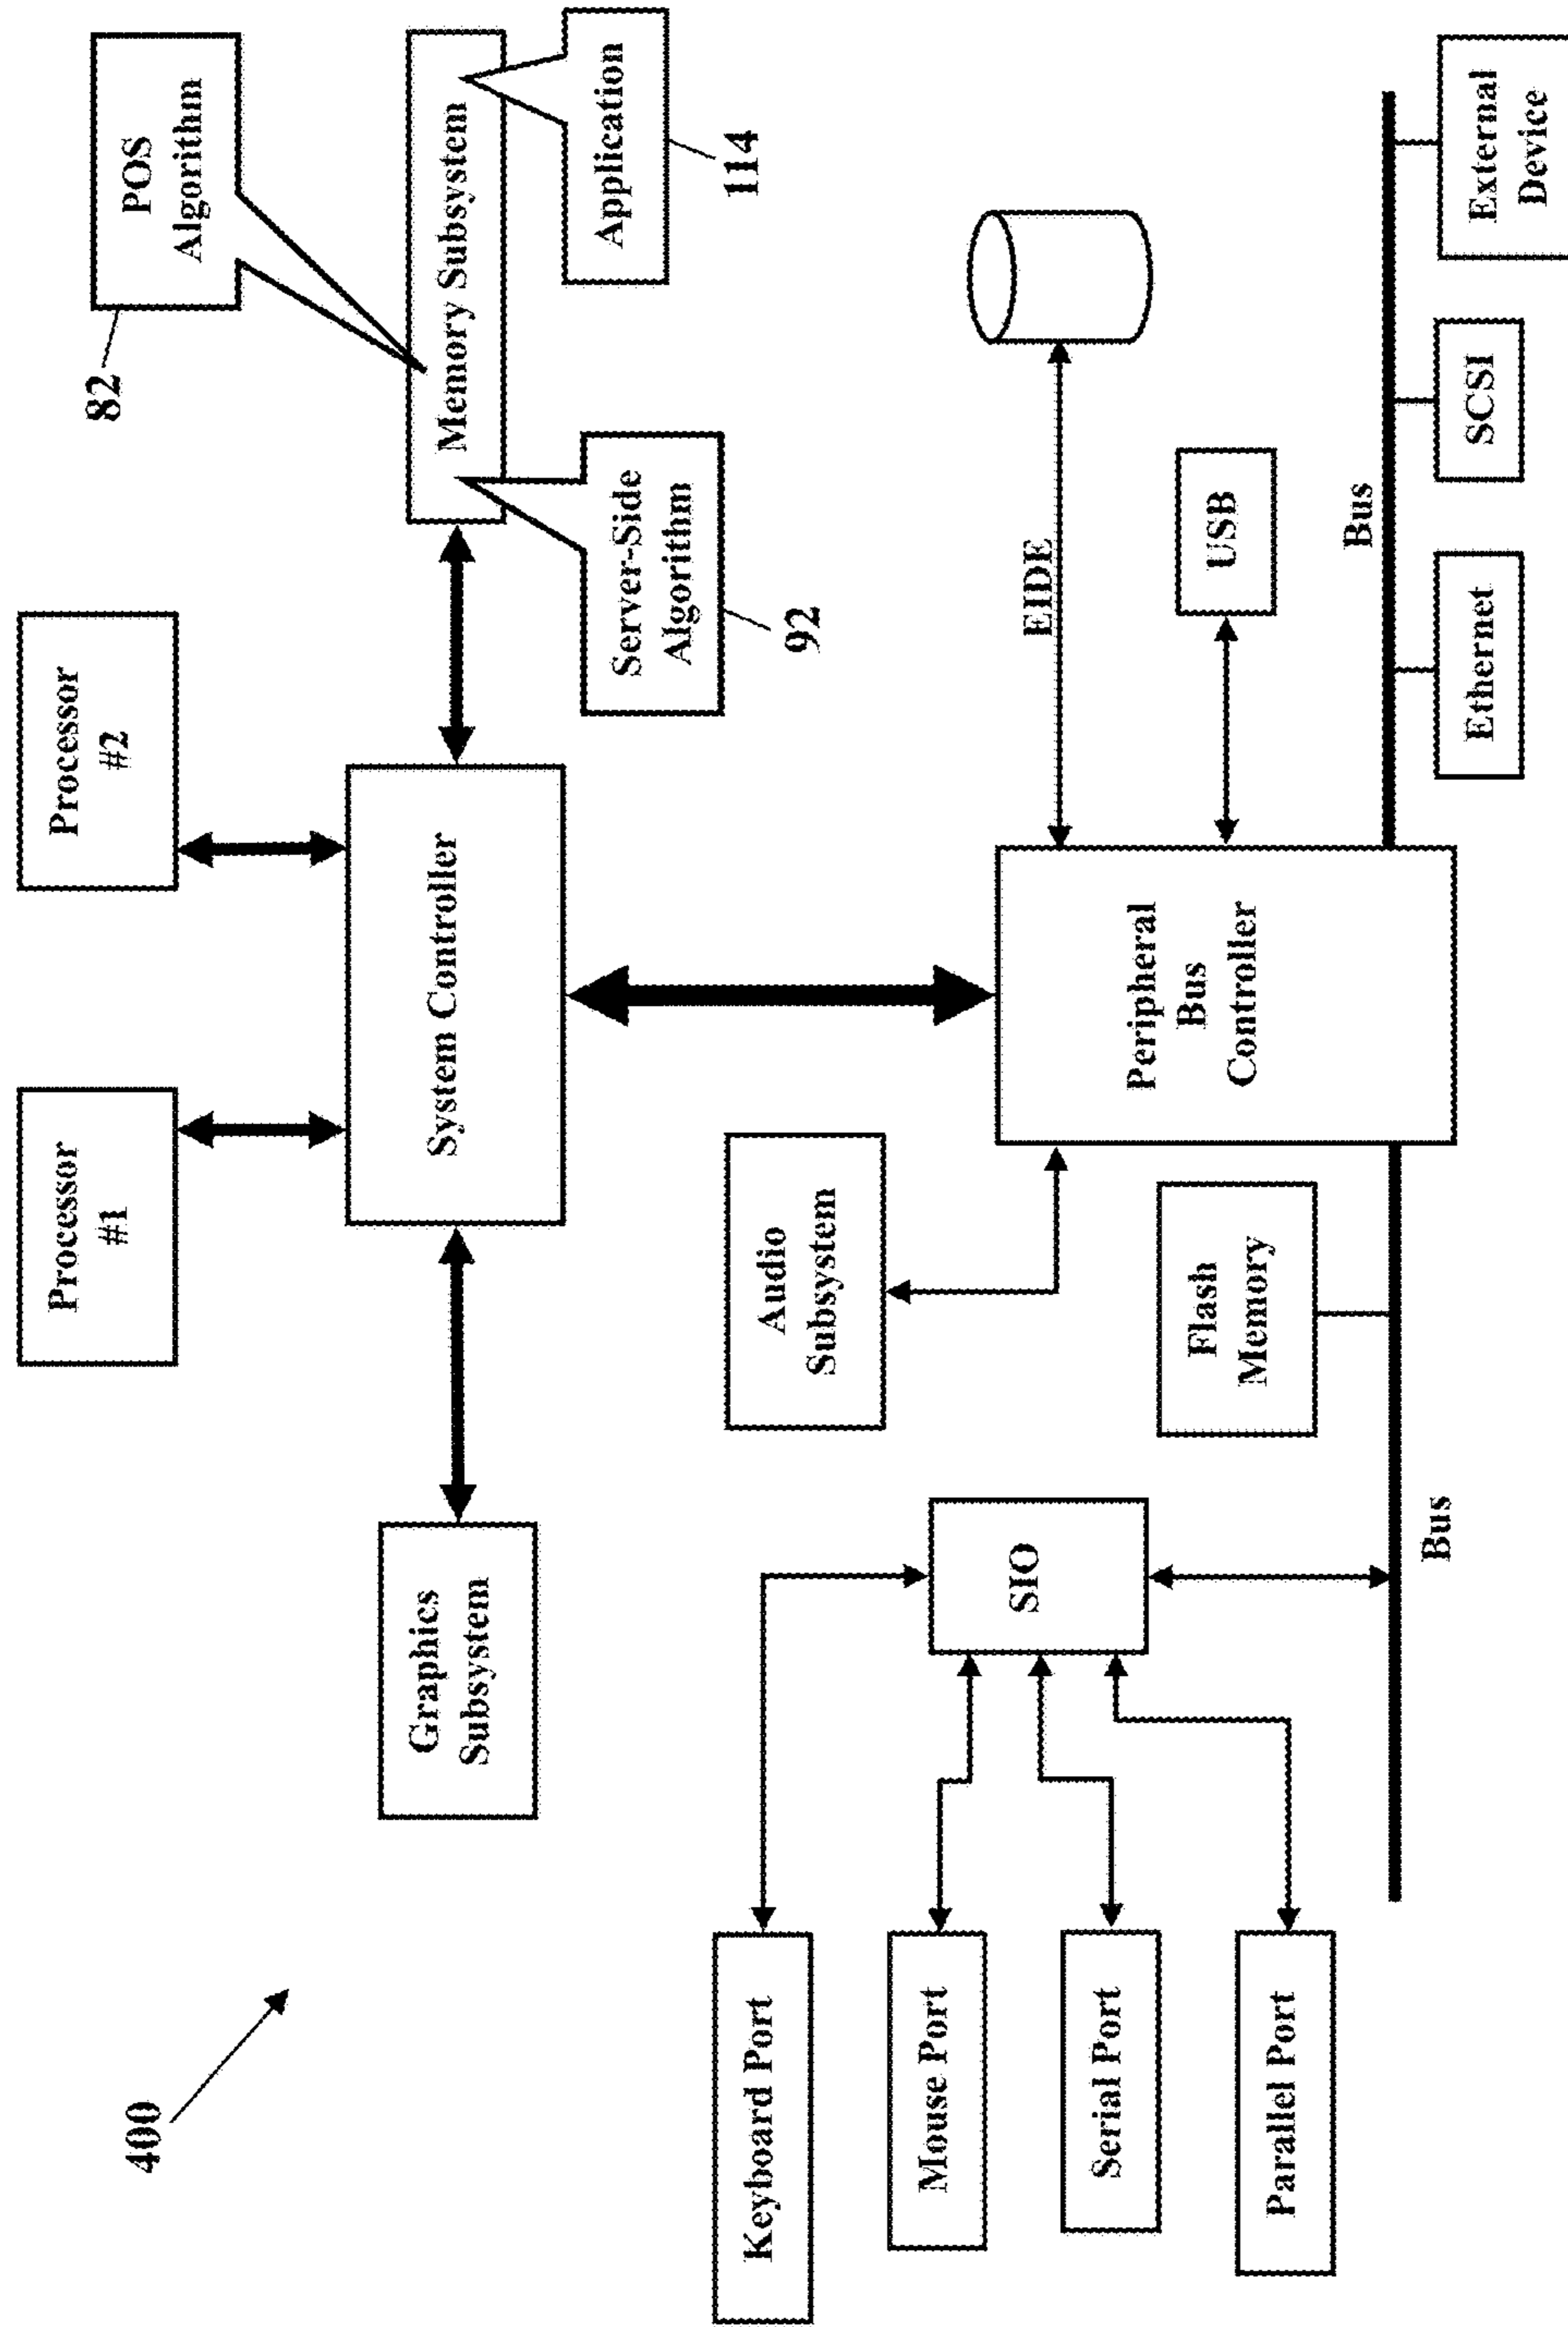 400
Processor
#1
Processor
#2
POS
Algorithm
82
Graphics
Subsystem
System Controller
Memory Subsystem
Server-Side
Algorithm
92
Application
114
Keyboard Port
Mouse Port
Serial Port
Parallel Port
SIO
Audio
Subsystem
Flash
Memory
Peripheral
Bus
Controller
EIDE
USB
Bus
Bus
Ethernet
SCSI
External
Device